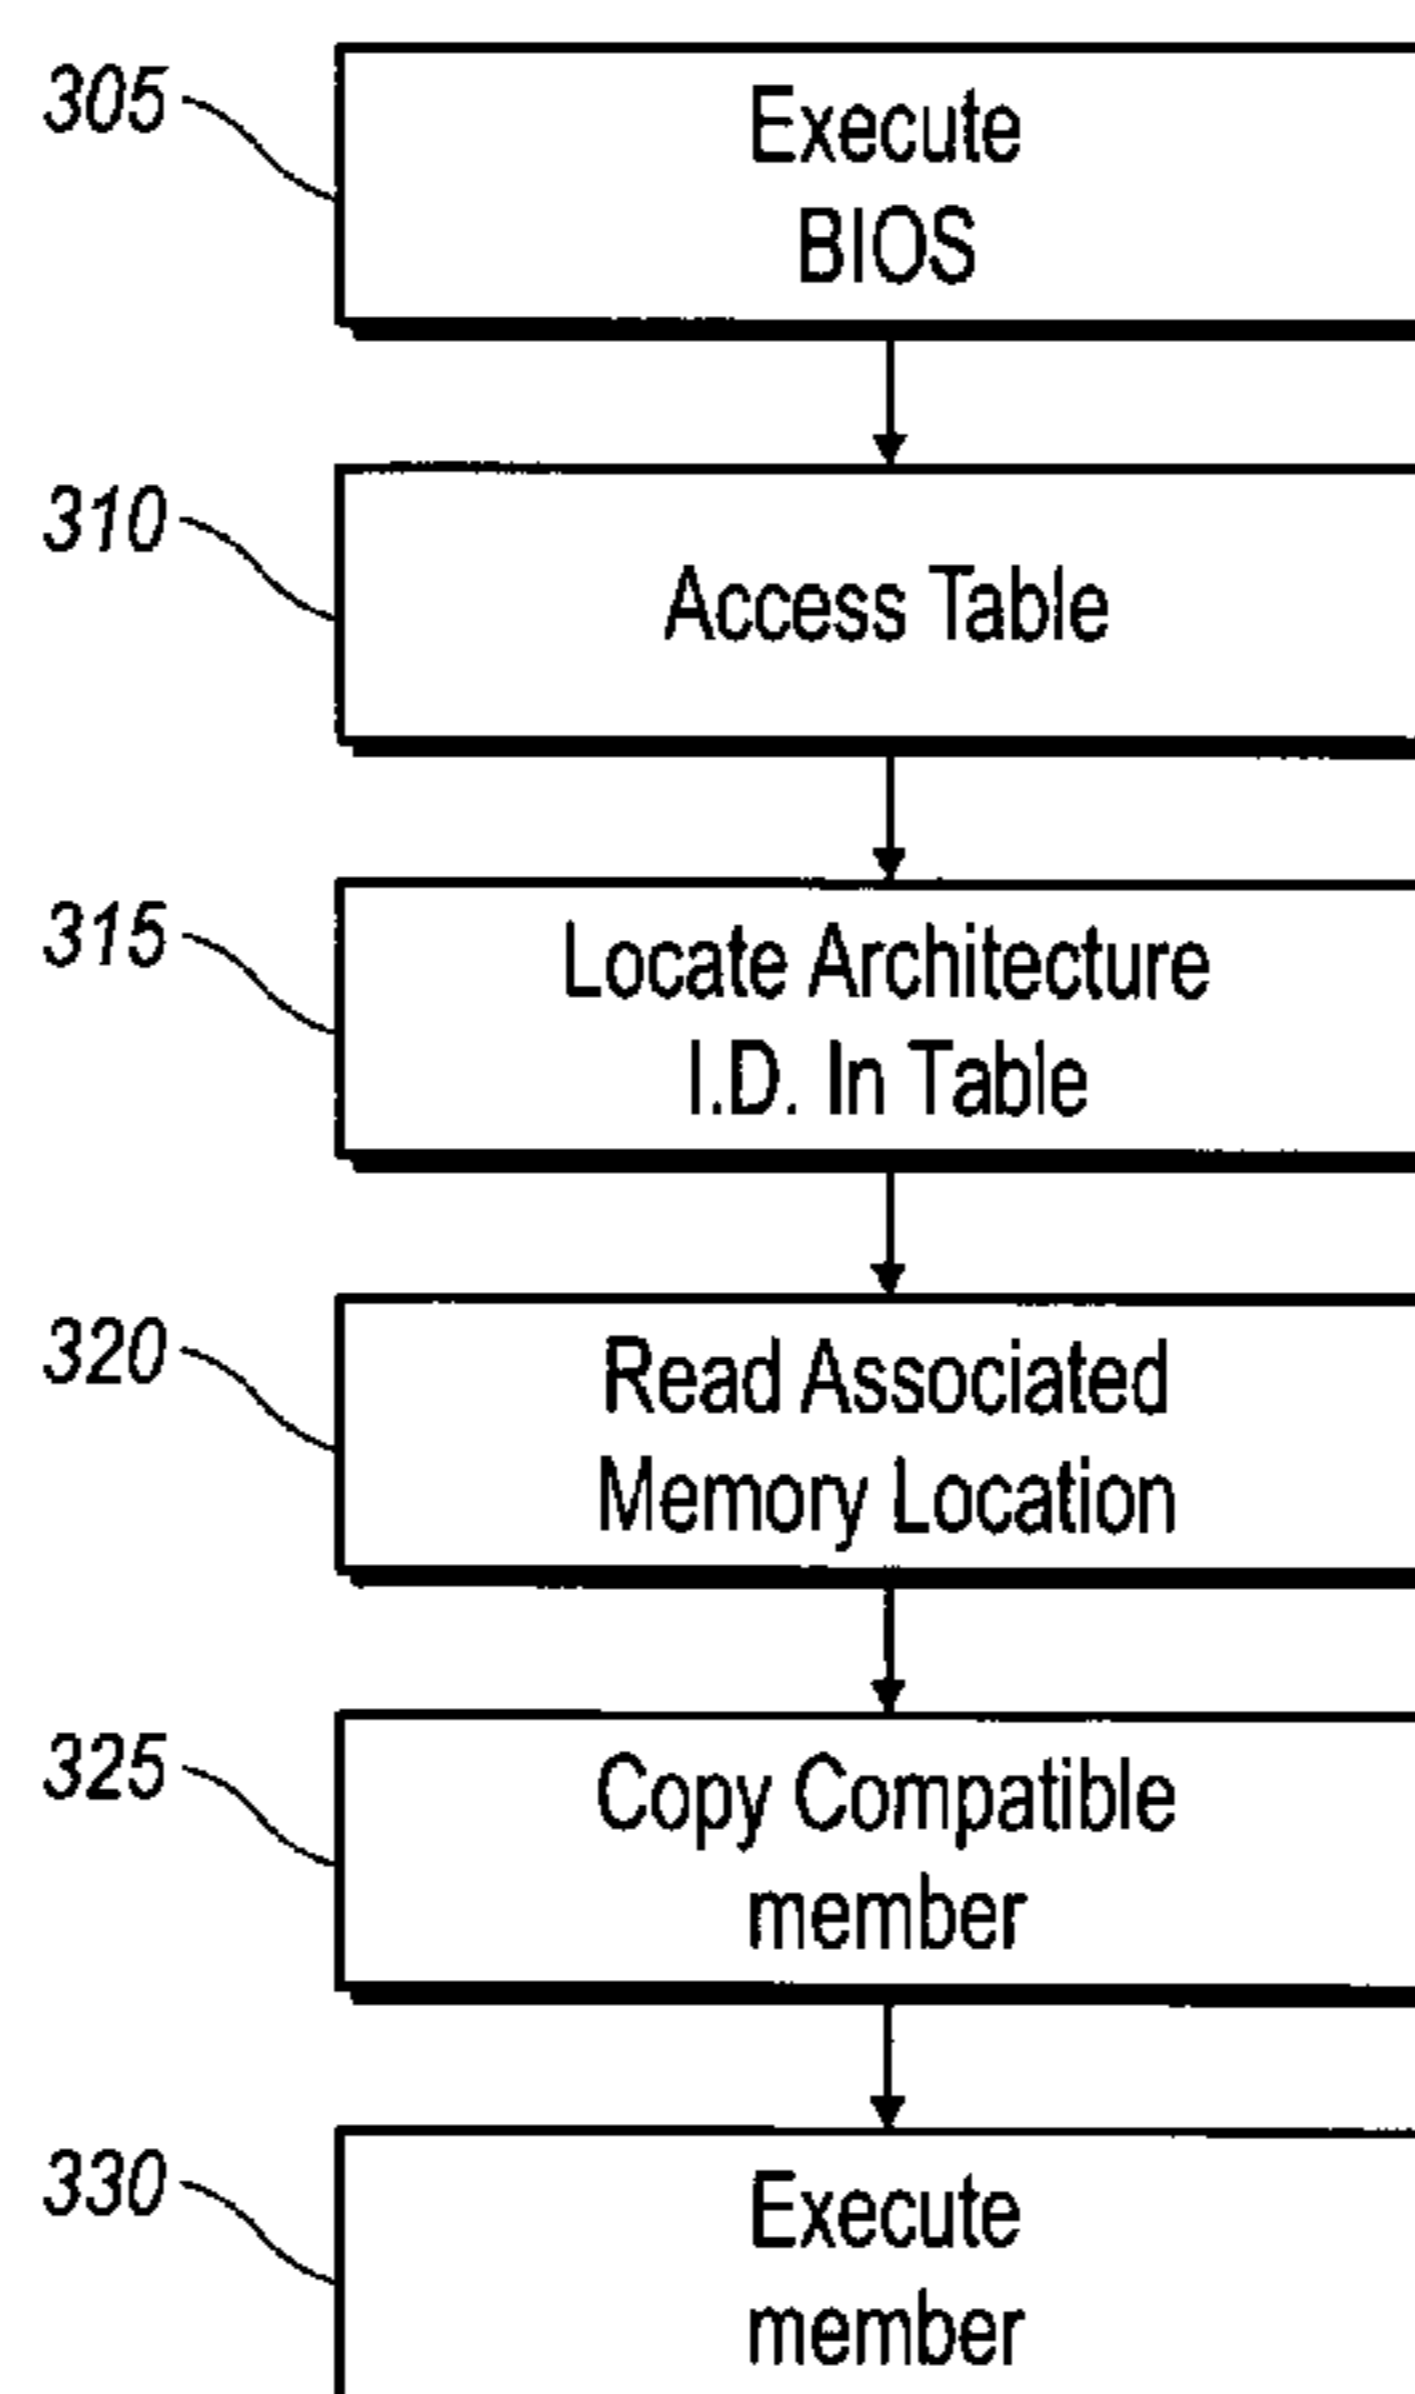 305
Execute
BIOS
310
Access Table
315
Locate Architecture
I.D. In Table
320
Read Associated
Memory Location
325
Copy Compatible
member
330
Execute
member